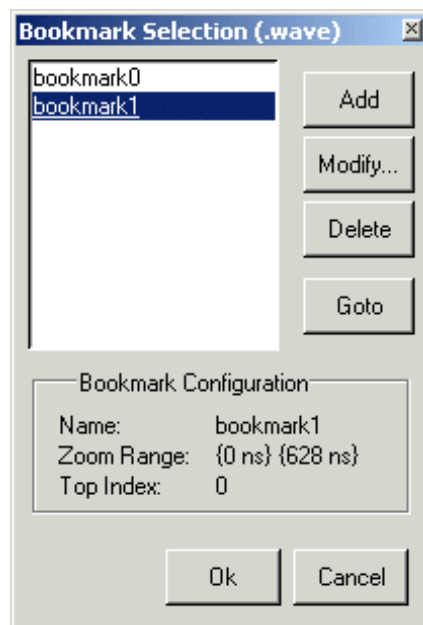 Bookmark Selection (.wave)
bookmark0
bookmark1
Add
Modify...
Delete
Goto
Bookmark Configuration
Name: bookmark1
Zoom Range: {0 ns} {628 ns}
Top Index: 0
Ok Cancel